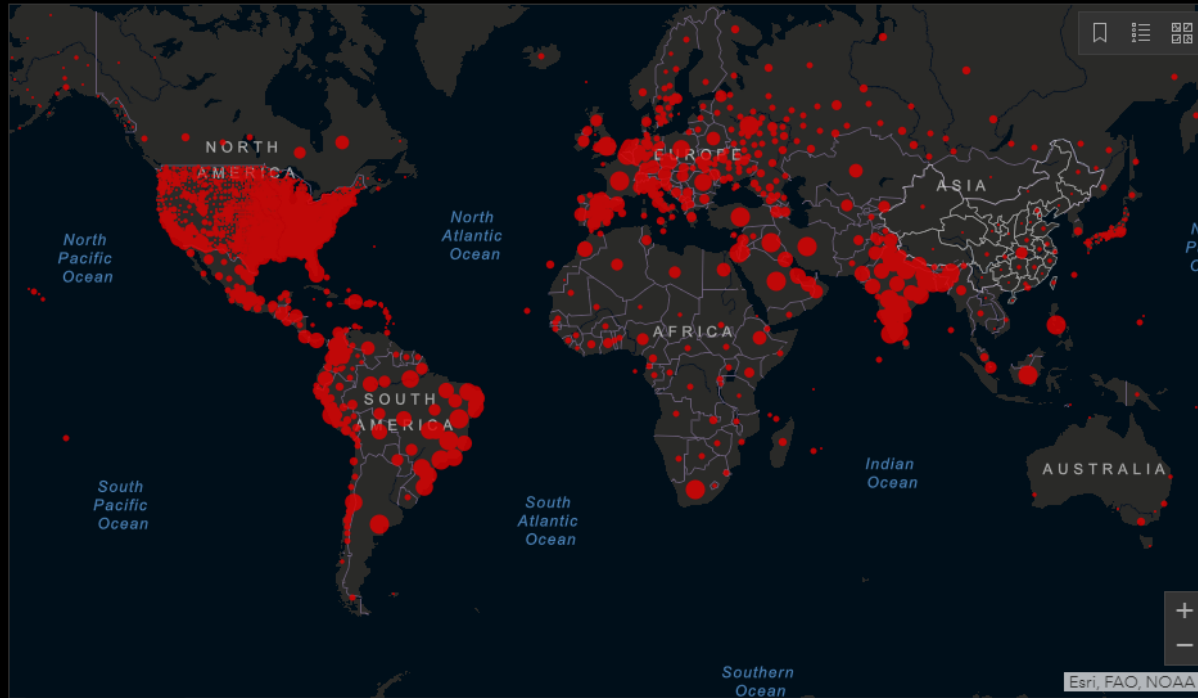 NORTH
AMERICA
EUROPE
ASIA
North
Pacific
Ocean
North
Atlantic
Ocean
AFRICA
SOUTH
AMERICA
AUSTRALIA
Indian
Ocean
South
Pacific
Ocean
South
Atlantic
Ocean
Southern
Ocean
Esri, FAO, NOAA